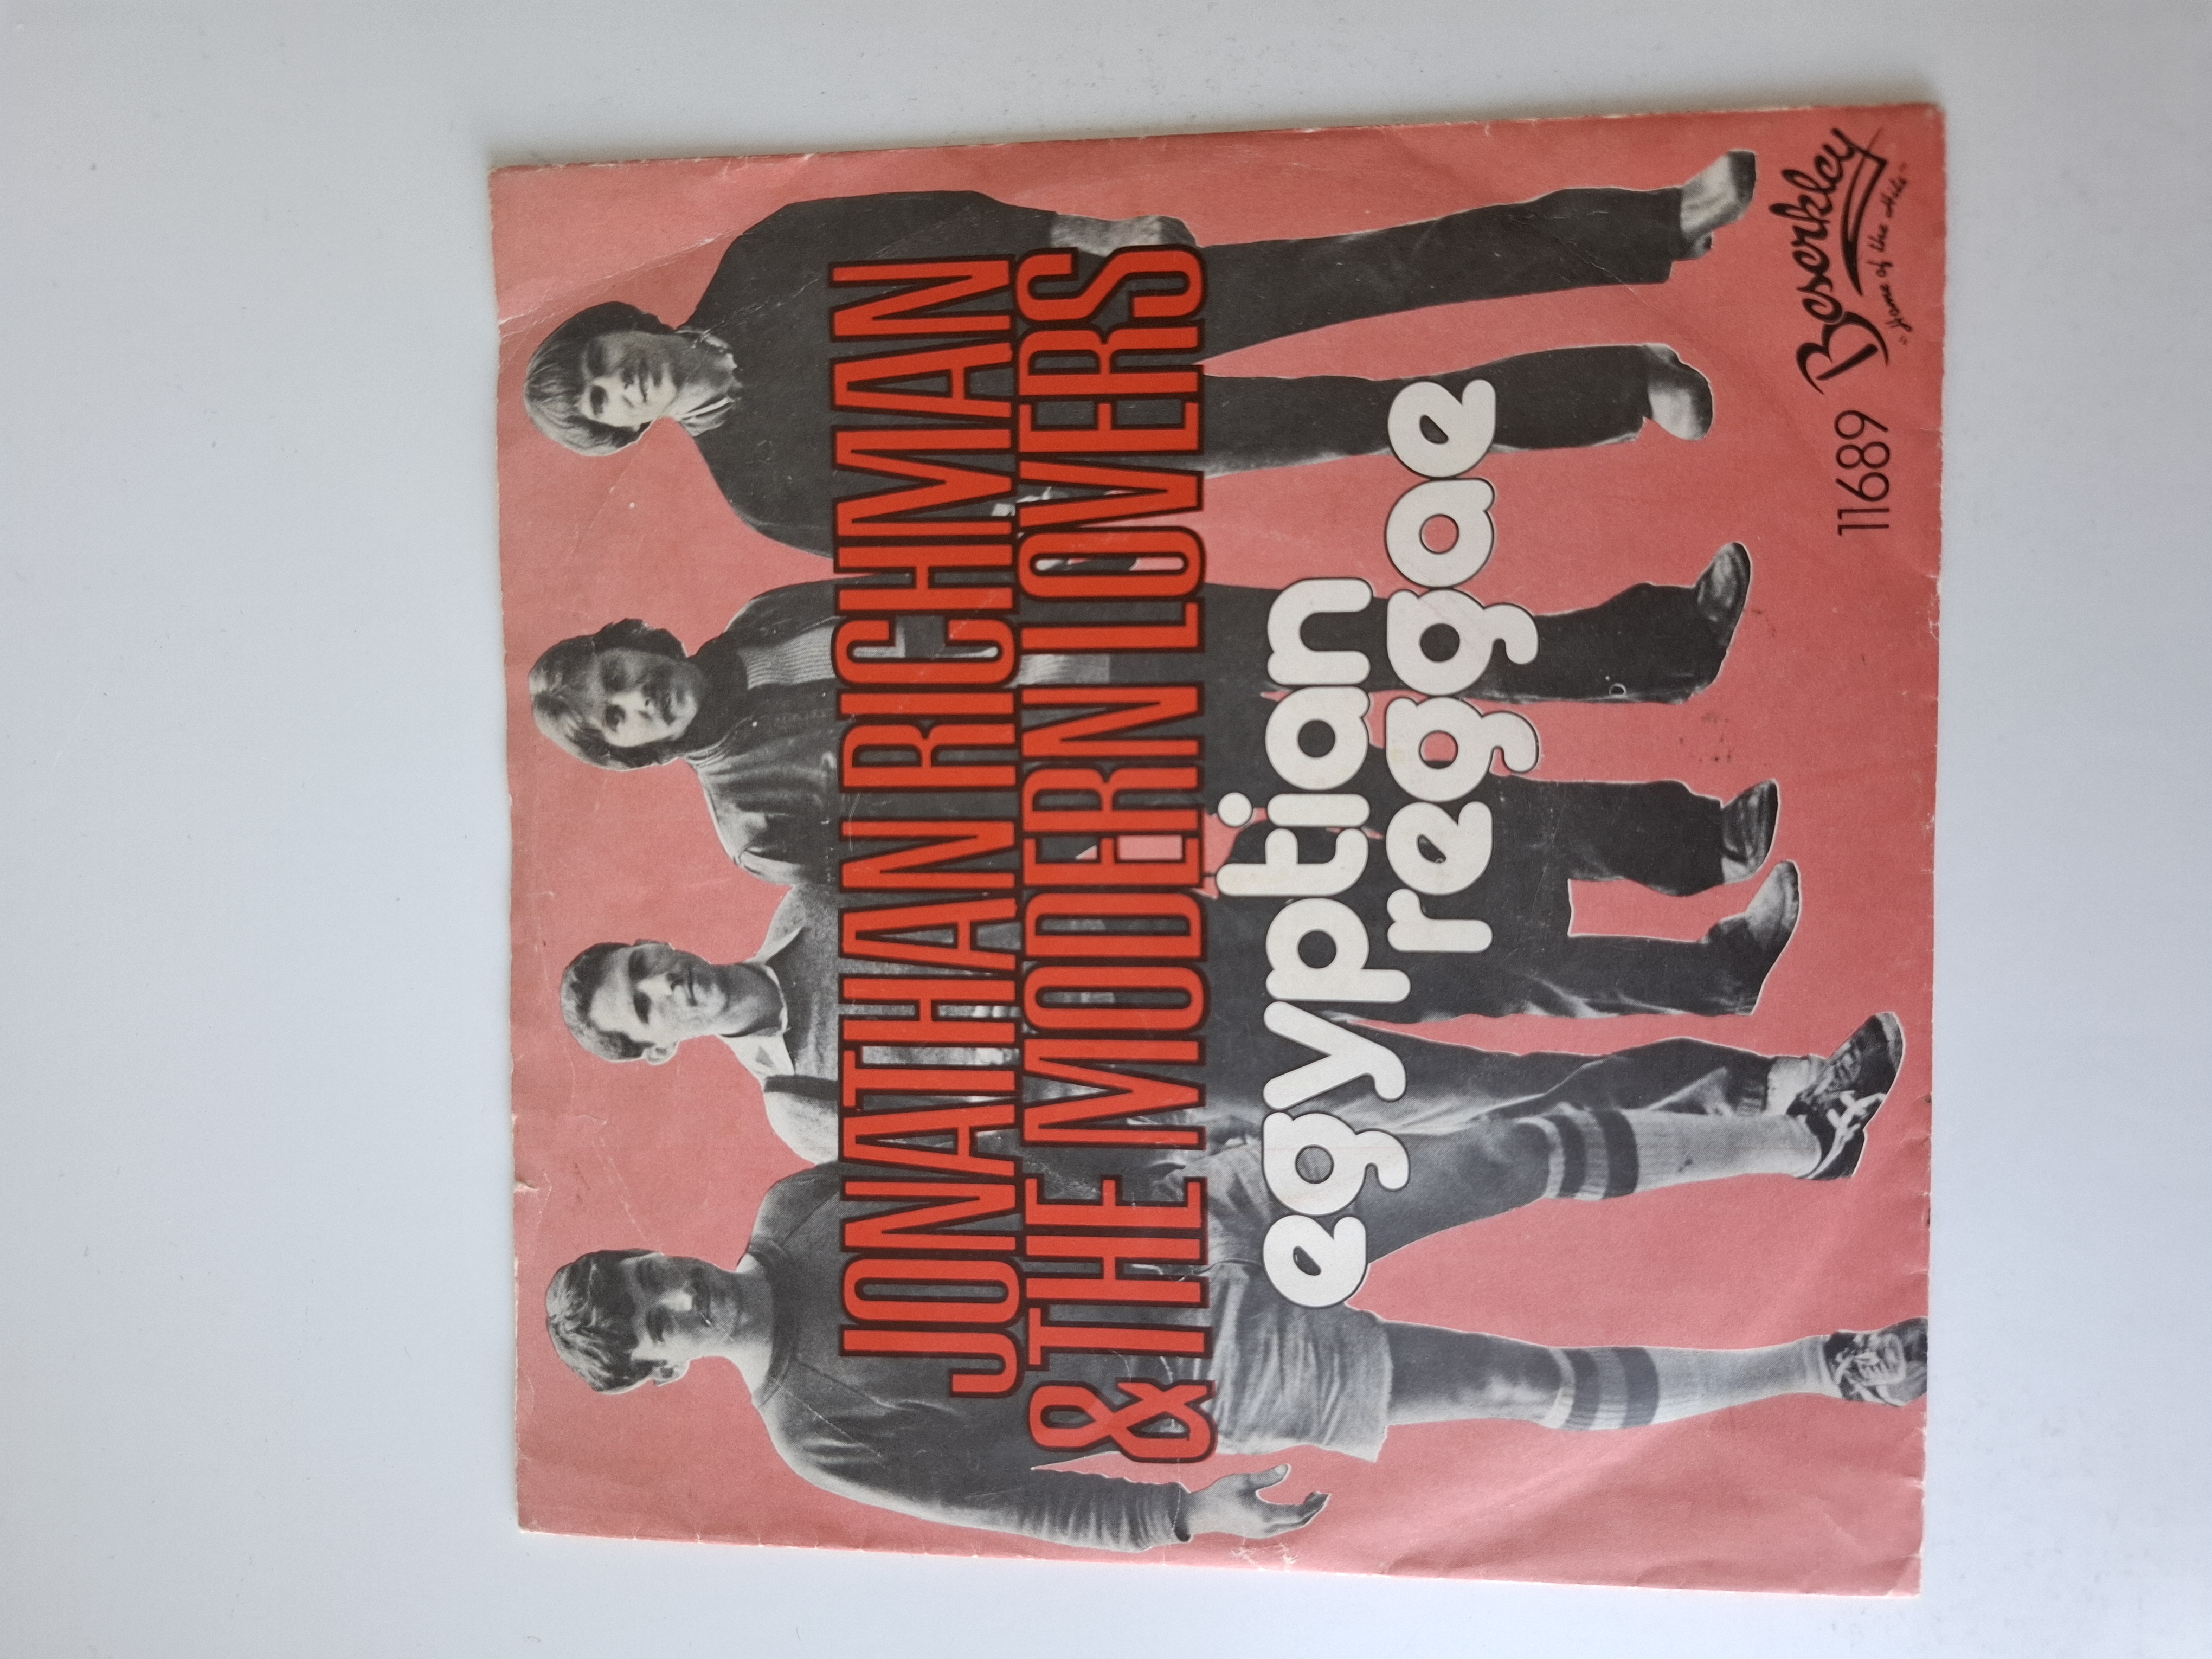 JONATHAN RICHMAN
& THE MODERN LOVERS
egyptian
reggae
11689 Beserkley
"Home of the Hits"